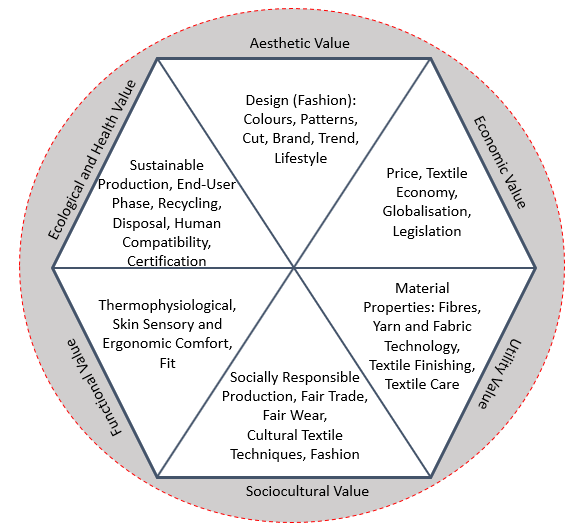 Aesthetic Value
Design (Fashion):
Colours, Patterns,
Cut, Brand, Trend,
Lifestyle
Economic Value
Price, Textile
Economy,
Globalisation,
Legislation
Utility Value
Material
Properties: Fibres,
Yarn and Fabric
Technology,
Textile Finishing,
Textile Care
Sociocultural Value
Socially Responsible
Production, Fair Trade,
Fair Wear,
Cultural Textile
Techniques, Fashion
Functional Value
Thermophysiological,
Skin Sensory and
Ergonomic Comfort,
Fit
Ecological and Health Value
Sustainable
Production, End-User
Phase, Recycling,
Disposal, Human
Compatibility,
Certification